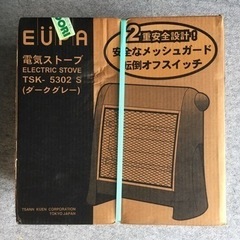 EUPA
電気ストーブ
ELECTRIC STOVE
TSK- 5302 S
(ダークグレー)
2重安全設計!
安全なメッシュガード
転倒オフスイッチ
TSANN KUEN CORPORATION
TOKYO JAPAN